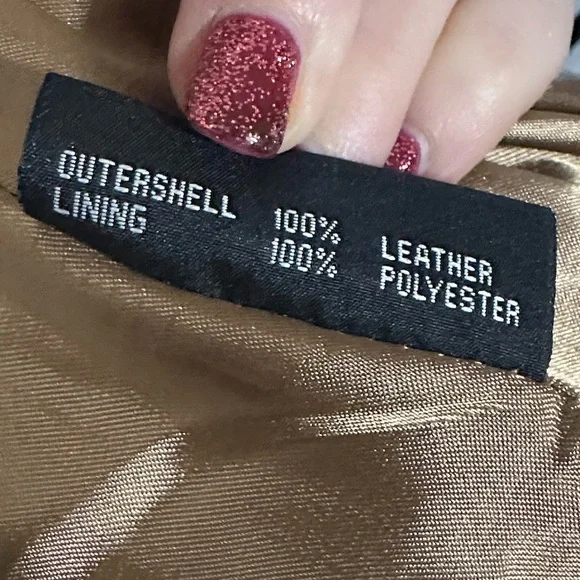 OUTERSHELL 100% LEATHER
LINING 100% POLYESTER